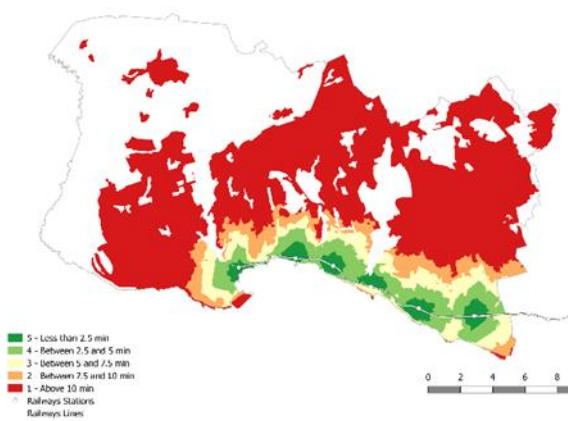 5 - Less than 2.5 min
4 - Between 2.5 and 5 min
3 - Between 5 and 7.5 min
2 - Between 7.5 and 10 min
1 - Above 10 min
Railways Stations
Railways Lines
0 2 4 6 8